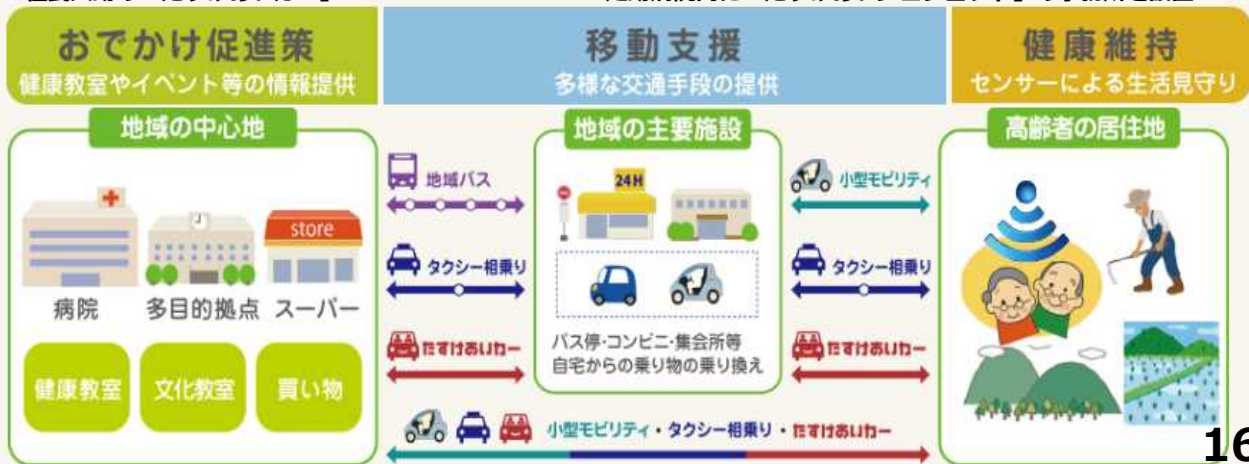 おでかけ促進策
健康教室やイベント等の情報提供
移動支援
多様な交通手段の提供
健康維持
センサーによる生活見守り
地域の中心地
store
病院
多目的拠点
スーパー
健康教室
文化教室
買い物
地域バス
タクシー相乗り
たすけあいカー
地域の主要施設
24H
バス停・コンビニ・集会所等
自宅からの乗り物の乗り換え
小型モビリティ
タクシー相乗り
たすけあいカー
小型モビリティ・タクシー相乗り・たすけあいカー
高齢者の居住地
16